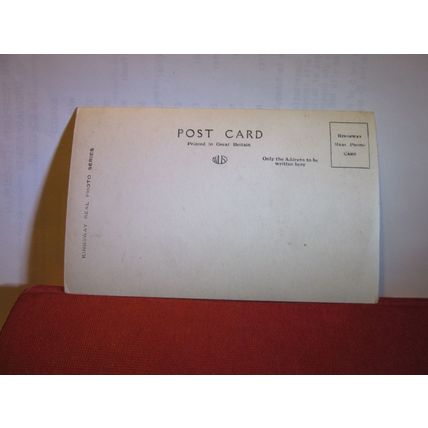 POST CARD
Printed in Great Britain
Only the Address to be
written here
KINGSWAY
REAL PHOTO
CARD
KINGSWAY REAL PHOTO SERIES